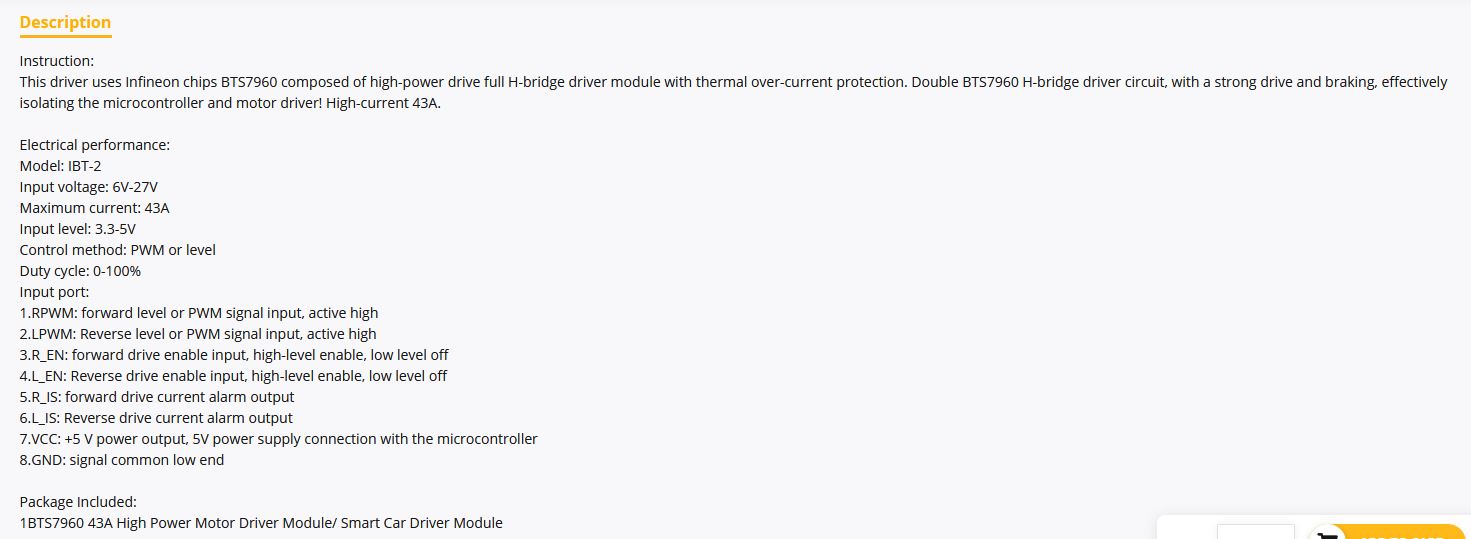 Description
Instruction:
This driver uses Infineon chips BTS7960 composed of high-power drive full H-bridge driver module with thermal over-current protection. Double BTS7960 H-bridge driver circuit, with a strong drive and braking, effectively
isolating the microcontroller and motor driver! High-current 43A.
Electrical performance:
Model: IBT-2
Input voltage: 6V-27V
Maximum current: 43A
Input level: 3.3-5V
Control method: PWM or level
Duty cycle: 0-100%
Input port:
1.RPWM: forward level or PWM signal input, active high
2.LPWM: Reverse level or PWM signal input, active high
3.R_EN: forward drive enable input, high-level enable, low level off
4.L_EN: Reverse drive enable input, high-level enable, low level off
5.R_IS: forward drive current alarm output
6.L_IS: Reverse drive current alarm output
7.VCC: +5 V power output, 5V power supply connection with the microcontroller
8.GND: signal common low end
Package Included:
1BTS7960 43A High Power Motor Driver Module/ Smart Car Driver Module